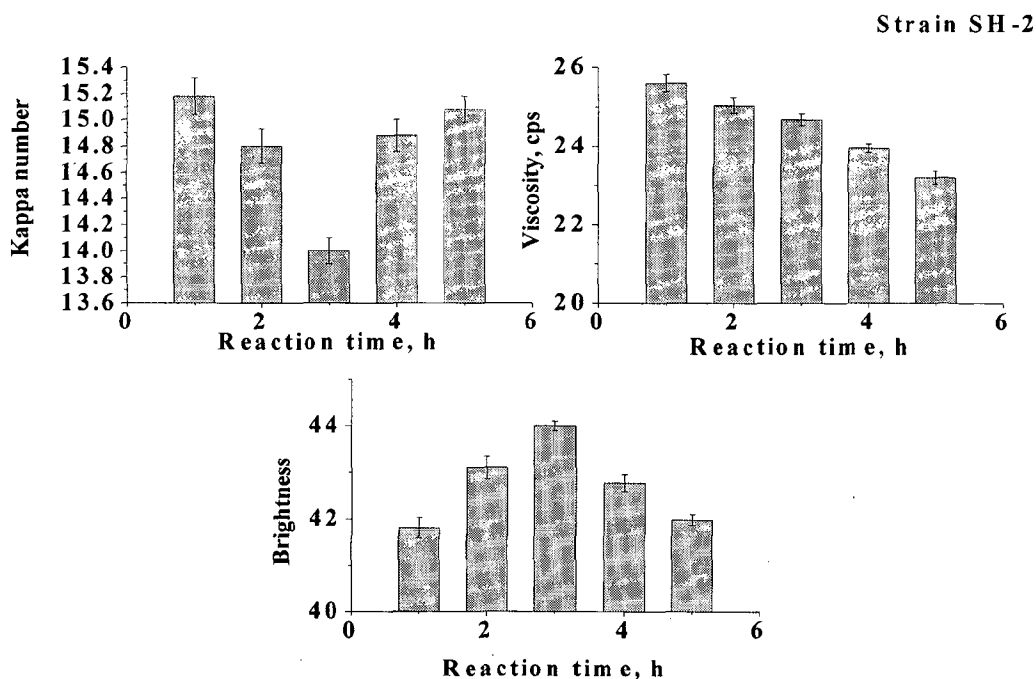 Strain SH-2
Kappa number
15.4
15.2
15.0
14.8
14.6
14.4
14.2
14.0
13.8
13.6
0 2 4 6
Reaction time, h
Viscosity, cps
26
24
22
20
0 2 4 6
Reaction time, h
Brightness
44
42
40
0 2 4 6
Reaction time, h